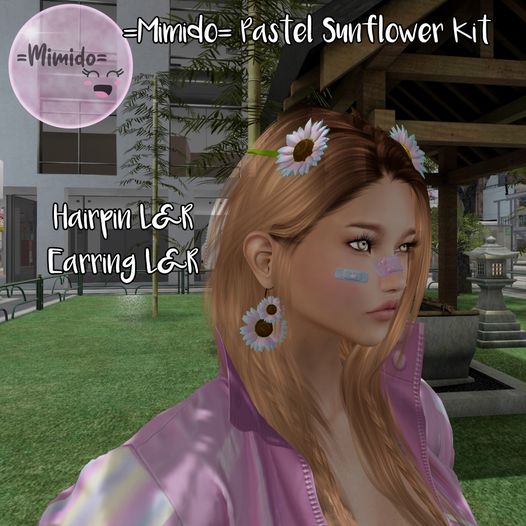 =Mimido=
=Mimido= Pastel Sunflower Kit
Hairpin L&R
Earring L&R